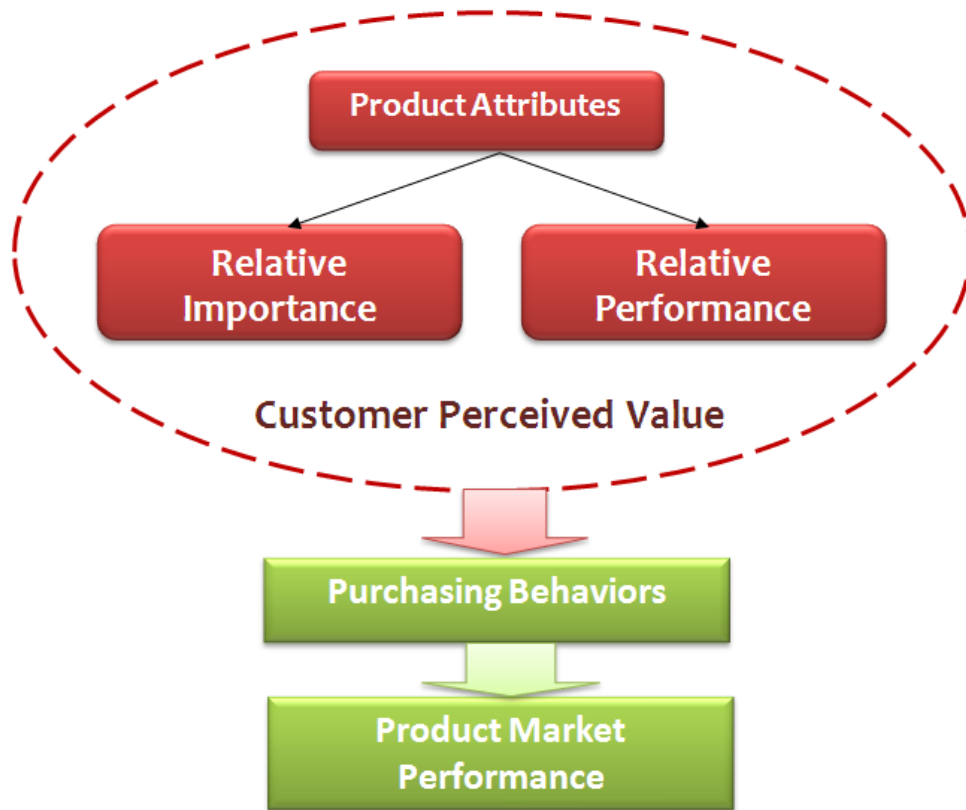 Product Attributes
Relative
Importance
Relative
Performance
Customer Perceived Value
Purchasing Behaviors
Product Market
Performance